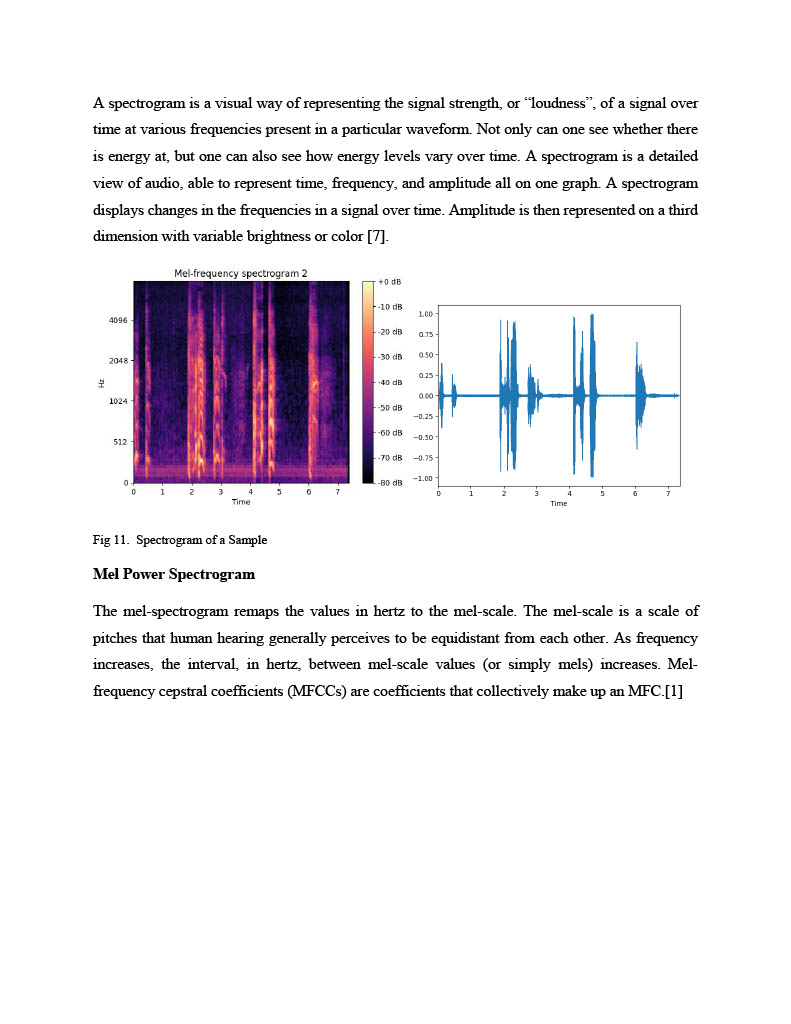 A spectrogram is a visual way of representing the signal strength, or “loudness”, of a signal over
time at various frequencies present in a particular waveform. Not only can one see whether there
is energy at, but one can also see how energy levels vary over time. A spectrogram is a detailed
view of audio, able to represent time, frequency, and amplitude all on one graph. A spectrogram
displays changes in the frequencies in a signal over time. Amplitude is then represented on a third
dimension with variable brightness or color [7].
Mel-frequency spectrogram 2
4096
2048
1024
512
0
Hz
0 1 2 3 4 5 6 7
Time
+0 dB
-10 dB
-20 dB
-30 dB
-40 dB
-50 dB
-60 dB
-70 dB
-80 dB
1.00
0.75
0.50
0.25
0.00
−0.25
−0.50
−0.75
−1.00
0 1 2 3 4 5 6 7
Time
Fig 11. Spectrogram of a Sample
Mel Power Spectrogram
The mel-spectrogram remaps the values in hertz to the mel-scale. The mel-scale is a scale of
pitches that human hearing generally perceives to be equidistant from each other. As frequency
increases, the interval, in hertz, between mel-scale values (or simply mels) increases. Mel-
frequency cepstral coefficients (MFCCs) are coefficients that collectively make up an MFC.[1]